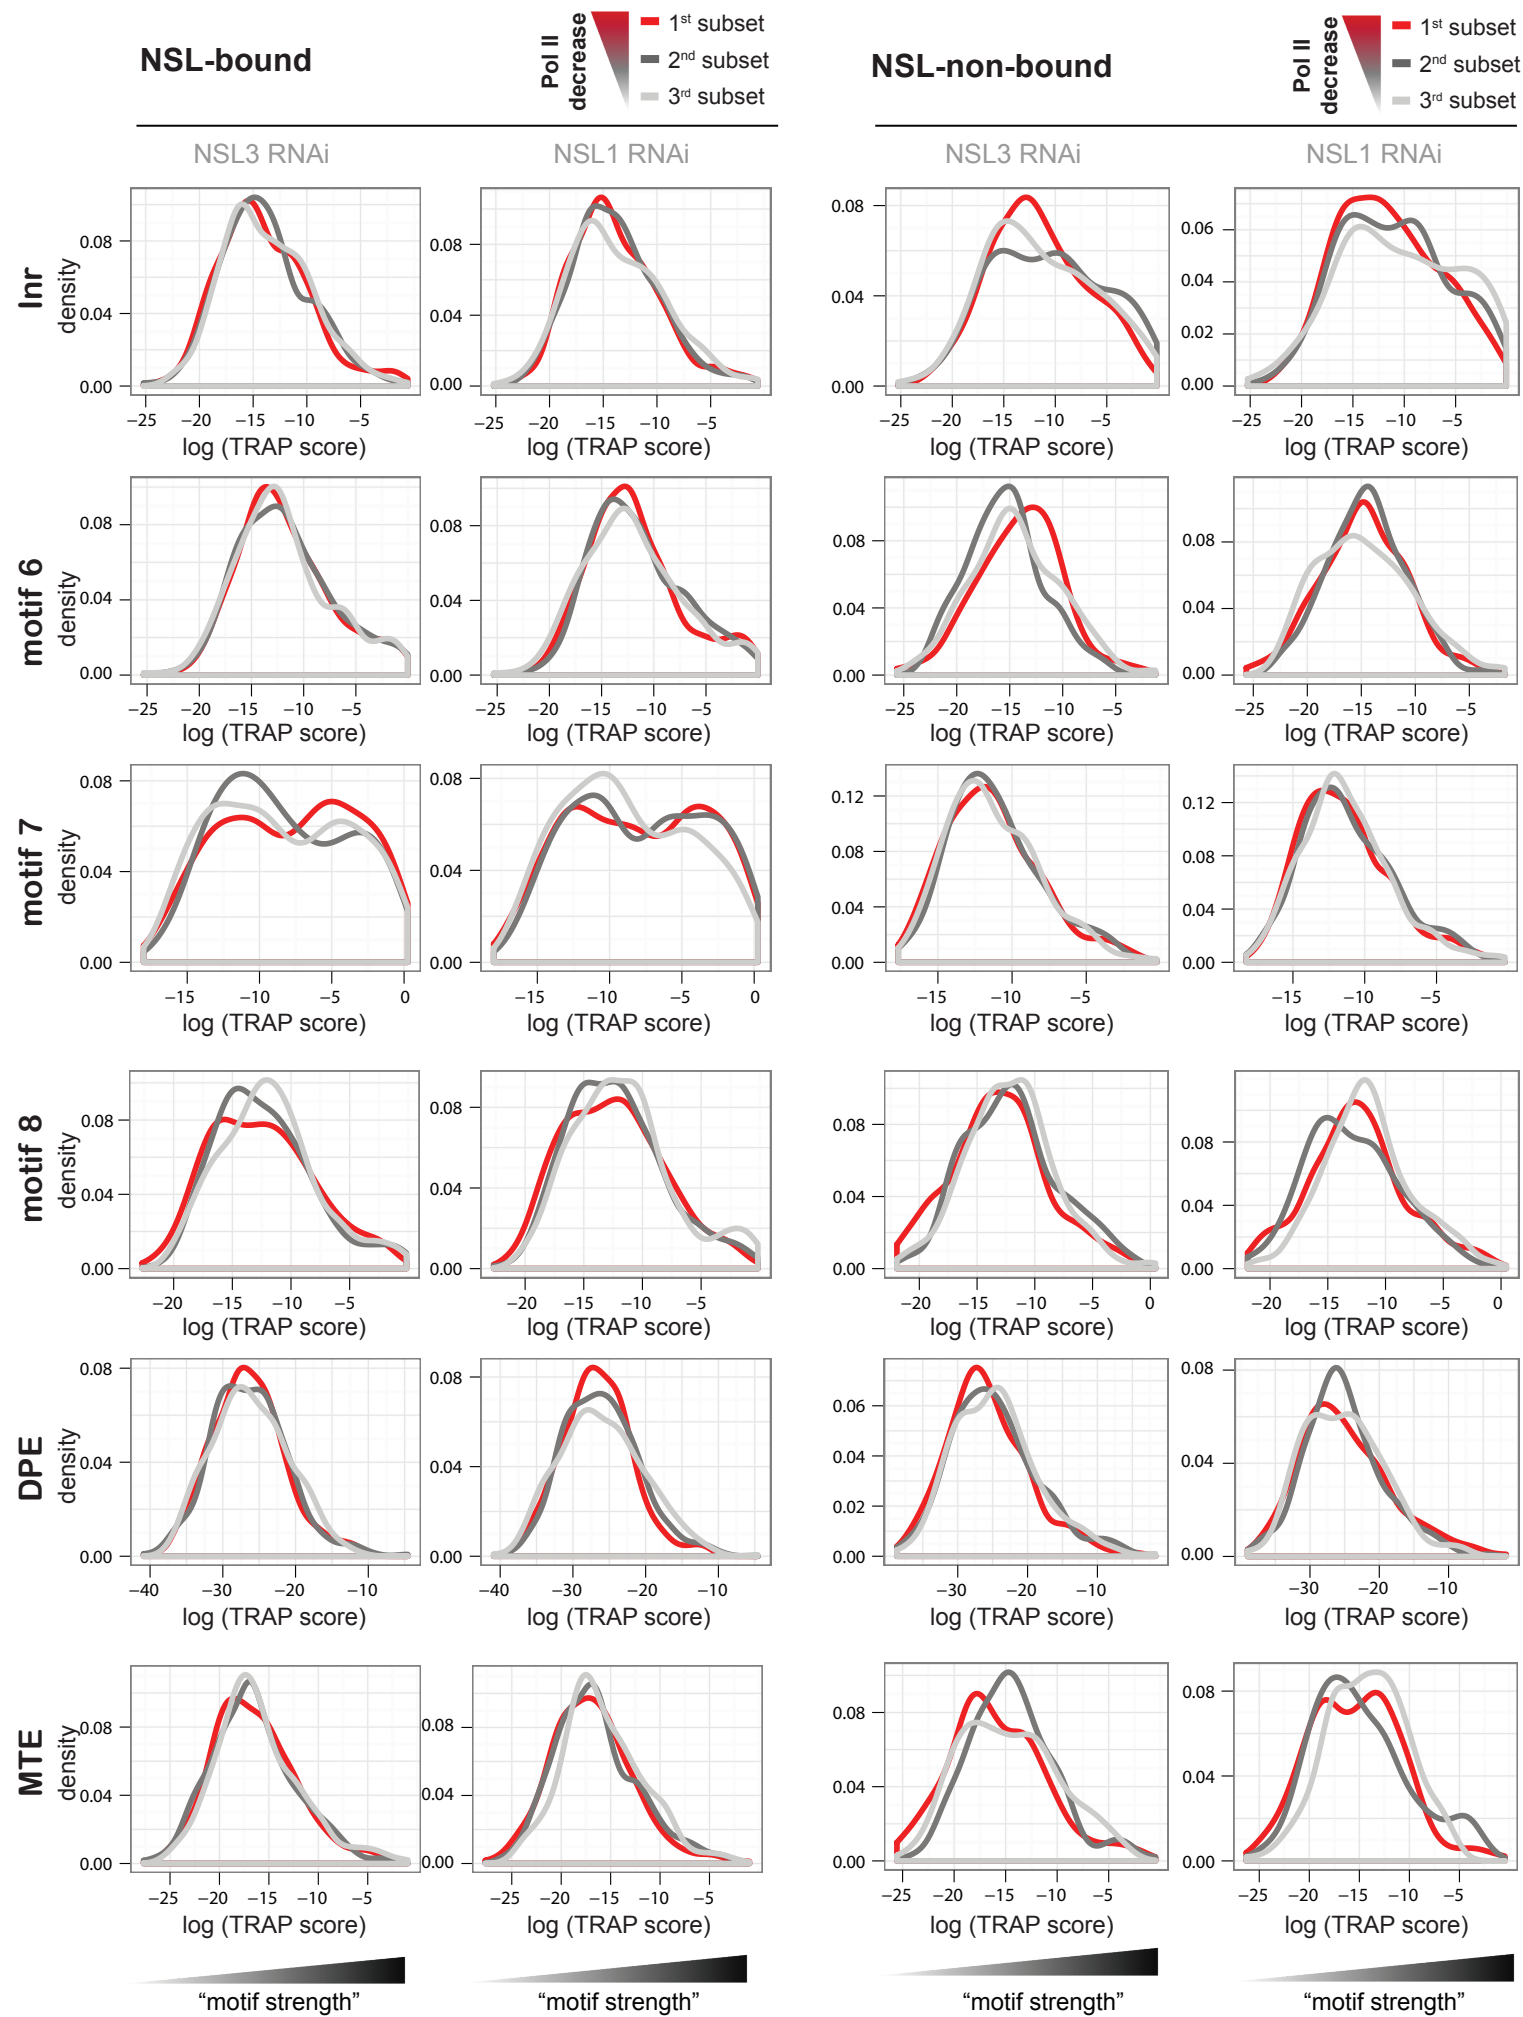 NSL-bound
Pol II
decrease
1st subset
2nd subset
3rd subset
NSL-non-bound
Pol II
decrease
1st subset
2nd subset
3rd subset
NSL3 RNAi
NSL1 RNAi
NSL3 RNAi
NSL1 RNAi
Inr
density
0.08
0.04
0.00
−25 −20 −15 −10 −5
log (TRAP score)
0.08
0.04
0.00
−25 −20 −15 −10 −5
log (TRAP score)
0.08
0.04
0.00
−25 −20 −15 −10 −5
log (TRAP score)
0.06
0.04
0.02
0.00
−25 −20 −15 −10 −5
log (TRAP score)
motif 6
density
0.08
0.04
0.00
−25 −20 −15 −10 −5
log (TRAP score)
0.08
0.04
0.00
−25 −20 −15 −10 −5
log (TRAP score)
0.08
0.04
0.00
−25 −20 −15 −10 −5
log (TRAP score)
0.08
0.04
0.00
−25 −20 −15 −10 −5
log (TRAP score)
motif 7
density
0.08
0.04
0.00
−15 −10 −5 0
log (TRAP score)
0.08
0.04
0.00
−15 −10 −5 0
log (TRAP score)
0.12
0.08
0.04
0.00
−15 −10 −5
log (TRAP score)
0.12
0.08
0.04
0.00
−15 −10 −5
log (TRAP score)
motif 8
density
0.08
0.04
0.00
−20 −15 −10 −5
log (TRAP score)
0.08
0.04
0.00
−20 −15 −10 −5
log (TRAP score)
0.08
0.04
0.00
−20 −15 −10 −5 0
log (TRAP score)
0.08
0.04
0.00
−20 −15 −10 −5 0
log (TRAP score)
DPE
density
0.08
0.04
0.00
−40 −30 −20 −10
log (TRAP score)
0.08
0.04
0.00
−40 −30 −20 −10
log (TRAP score)
0.06
0.04
0.02
0.00
−30 −20 −10
log (TRAP score)
0.08
0.04
0.00
−30 −20 −10
log (TRAP score)
MTE
density
0.08
0.04
0.00
−25 −20 −15 −10 −5
log (TRAP score)
0.08
0.04
0.00
−25 −20 −15 −10 −5
log (TRAP score)
0.08
0.04
0.00
−25 −20 −15 −10 −5
log (TRAP score)
0.08
0.04
0.00
−25 −20 −15 −10 −5
log (TRAP score)
“motif strength”
“motif strength”
“motif strength”
“motif strength”